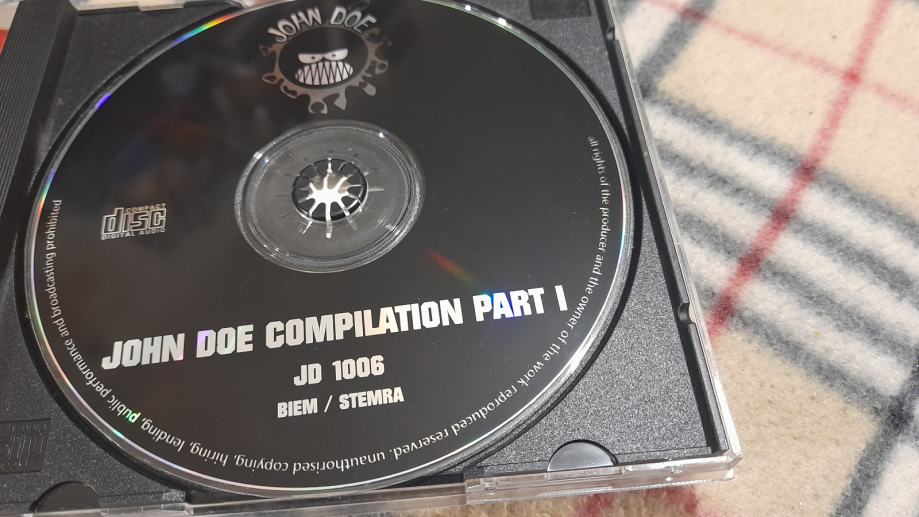 JOHN DOE
COMPACT
disc
DIGITAL AUDIO
JOHN DOE COMPILATION PART I
JD 1006
BIEM / STEMRA
all rights of the producer and the owner of the work reproduced reserved. unauthorised copying, hiring, lending, public performance and broadcasting prohibited